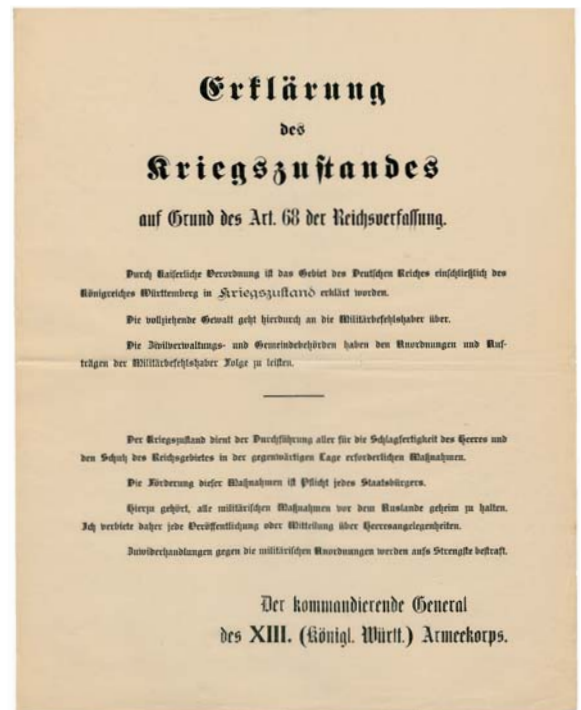 Erklärung
des
Kriegszustandes
auf Grund des Art. 68 der Reichsverfassung.
Durch Kaiserliche Verordnung ist das Gebiet des Deutschen Reiches einschließlich des
Königreiches Württemberg in Kriegszustand erklärt worden.
Die vollziehende Gewalt geht hierdurch an die Militärbefehlshaber über.
Die Zivilverwaltungs- und Gemeindebehörden haben den Anordnungen und Auf-
trägen der Militärbefehlshaber Folge zu leisten.
Der Kriegszustand dient der Durchführung aller für die Schlagfertigkeit des Heeres und
den Schutz des Reichsgebietes in der gegenwärtigen Lage erforderlichen Maßnahmen.
Die Förderung dieser Maßnahmen ist Pflicht jedes Staatsbürgers.
Hierzu gehört, alle militärischen Maßnahmen vor dem Auslande geheim zu halten.
Ich verbiete daher jede Veröffentlichung oder Mitteilung über Heeresangelegenheiten.
Zuwiderhandlungen gegen die militärischen Anordnungen werden aufs Strengste bestraft.
Der kommandierende General
des XIII. (Königl. Württ.) Armeekorps.